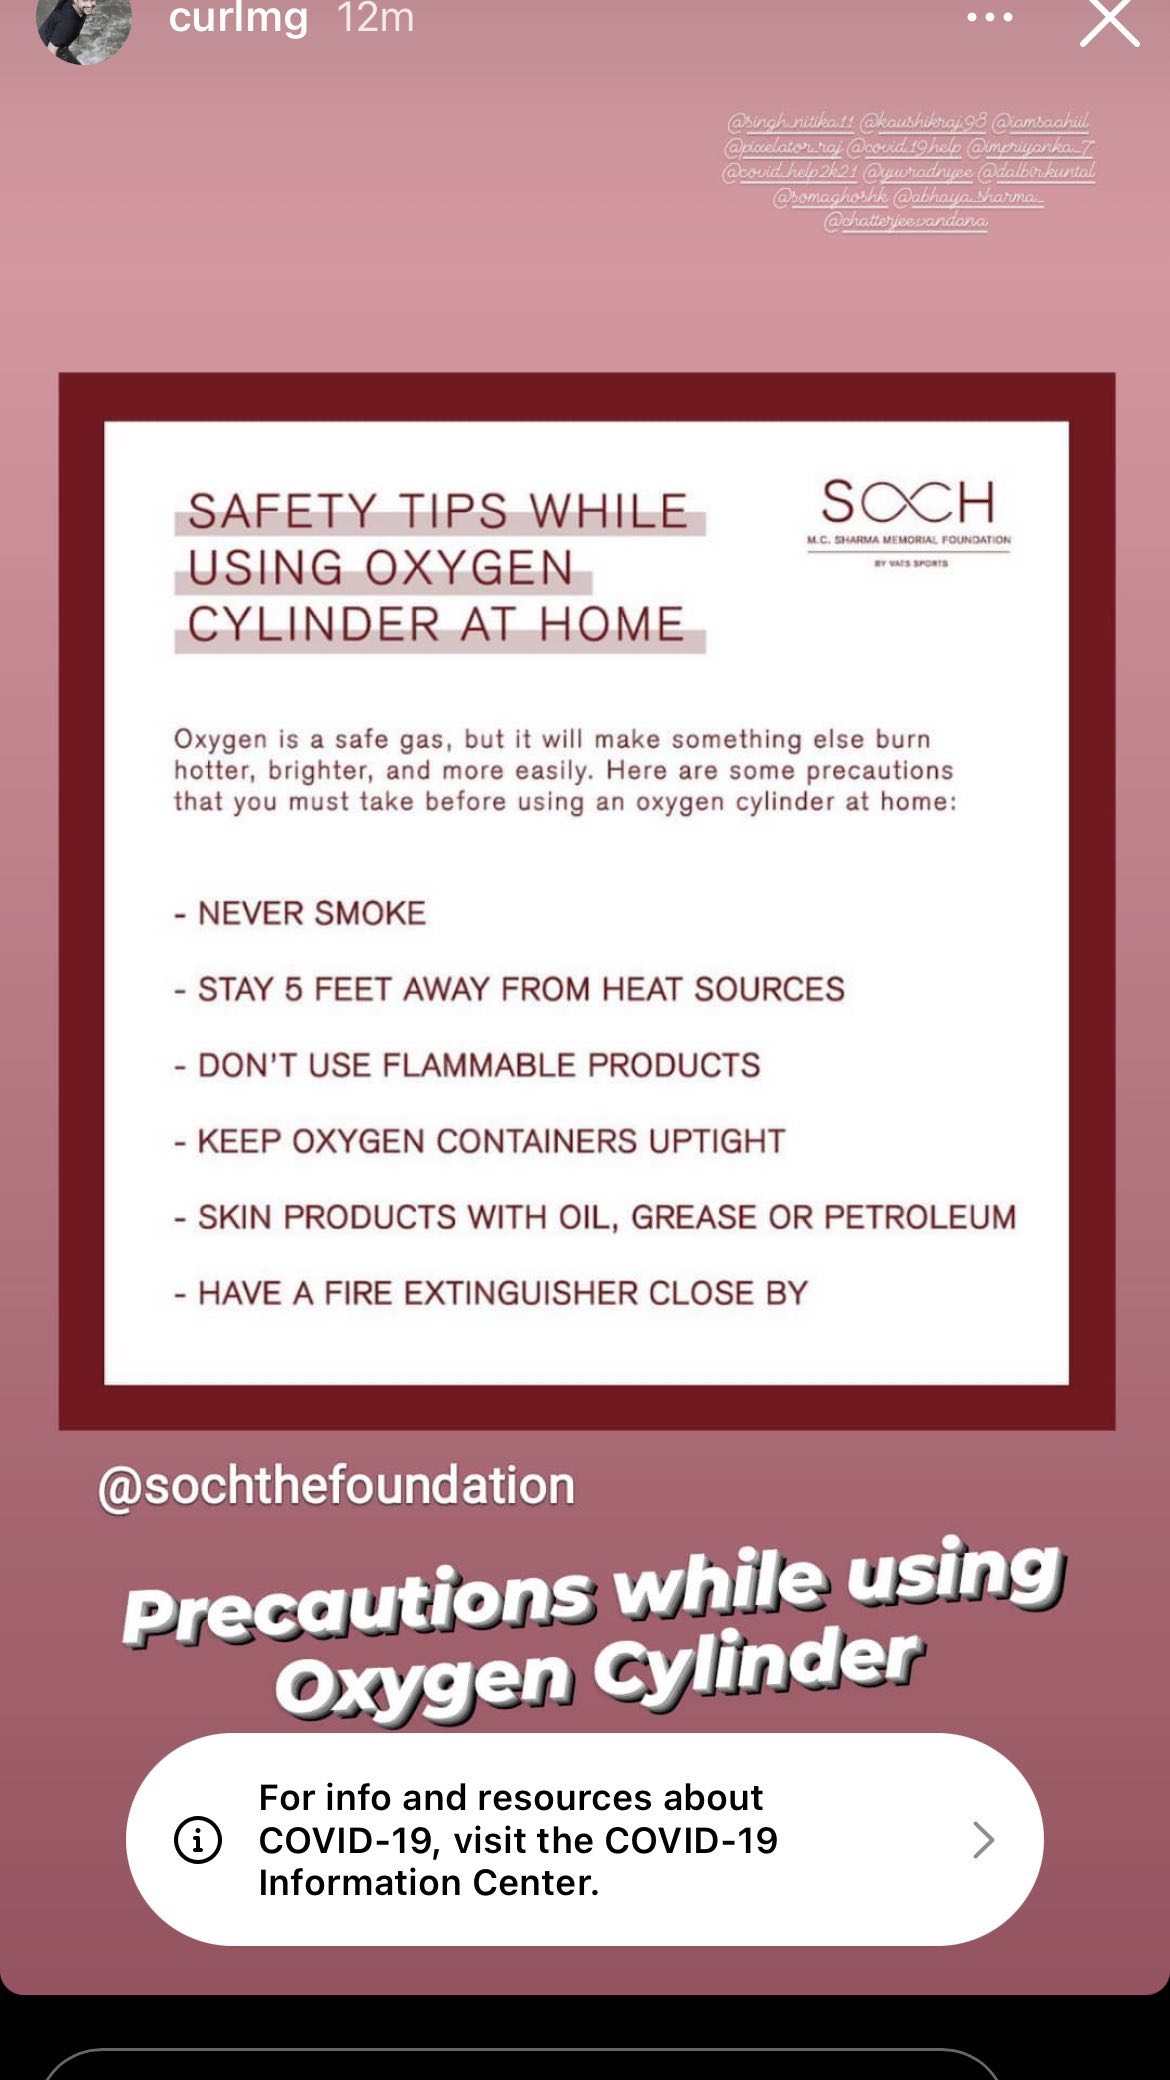 curlmg 12m
@singh_nitika11 @kaushikraj98 @iamsaahiil
@pixelator_raj @covid.19help @impriyanka_7
@covid_help2k21 @yuvradnyee @dalbir.kuntal
@somaghoshk @abhaya_sharma_
@chatterjeevandana
SAFETY TIPS WHILE
USING OXYGEN
CYLINDER AT HOME
SOCH
M.C. SHARMA MEMORIAL FOUNDATION
BY VATS SPORTS
Oxygen is a safe gas, but it will make something else burn
hotter, brighter, and more easily. Here are some precautions
that you must take before using an oxygen cylinder at home:
- NEVER SMOKE
- STAY 5 FEET AWAY FROM HEAT SOURCES
- DON'T USE FLAMMABLE PRODUCTS
- KEEP OXYGEN CONTAINERS UPTIGHT
- SKIN PRODUCTS WITH OIL, GREASE OR PETROLEUM
- HAVE A FIRE EXTINGUISHER CLOSE BY
@sochthefoundation
Precautions while using
Oxygen Cylinder
For info and resources about
COVID-19, visit the COVID-19
Information Center.